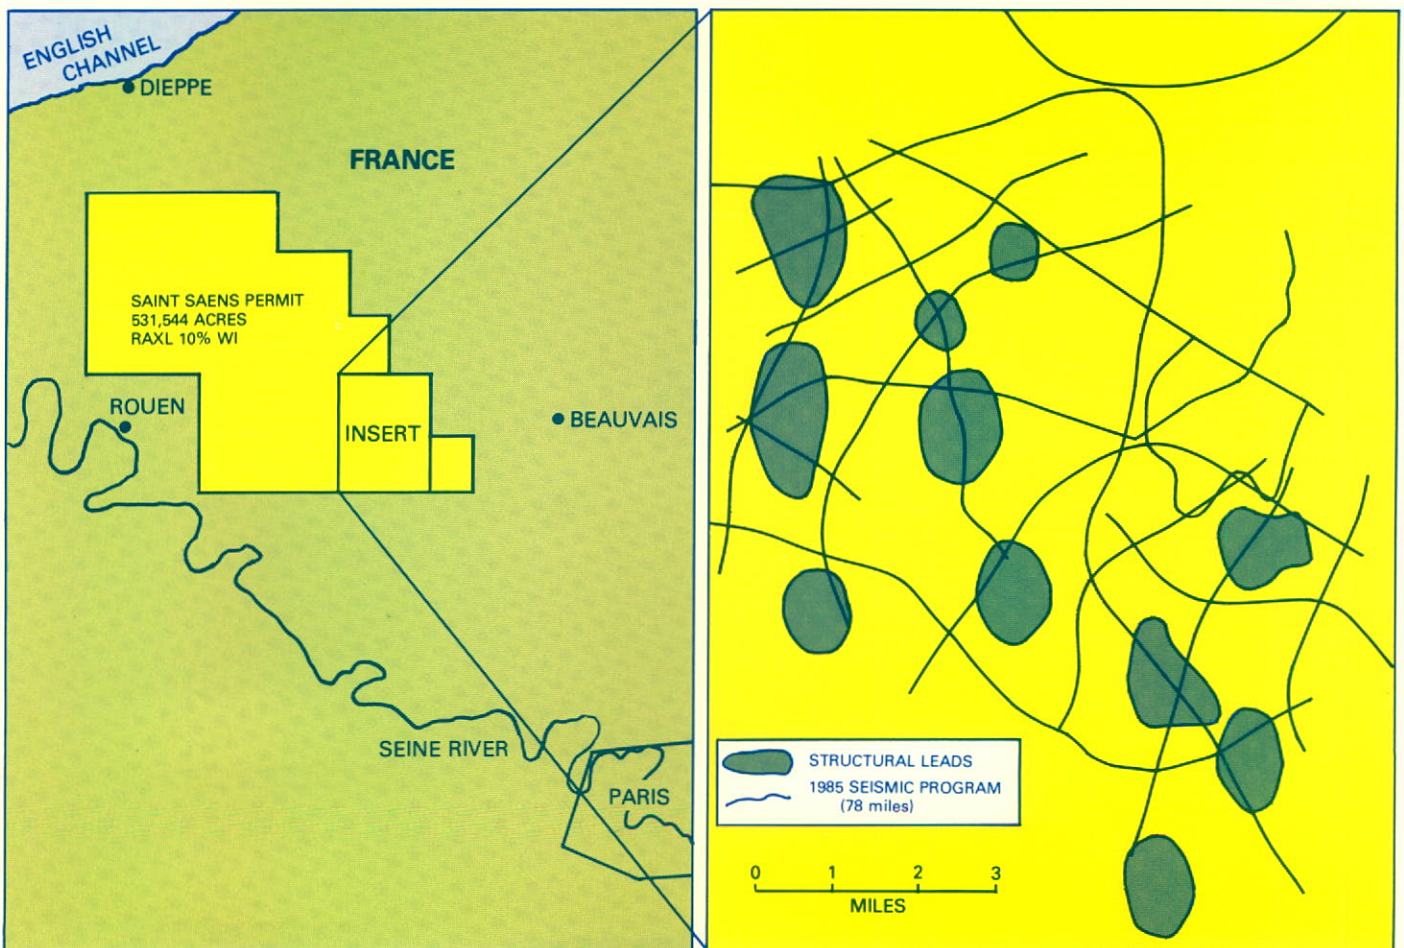 ENGLISH
CHANNEL
DIEPPE
FRANCE
SAINT SAENS PERMIT
531,544 ACRES
RAXL 10% WI
ROUEN
INSERT
BEAUVAIS
SEINE RIVER
PARIS
STRUCTURAL LEADS
1985 SEISMIC PROGRAM
(78 miles)
0 1 2 3
MILES